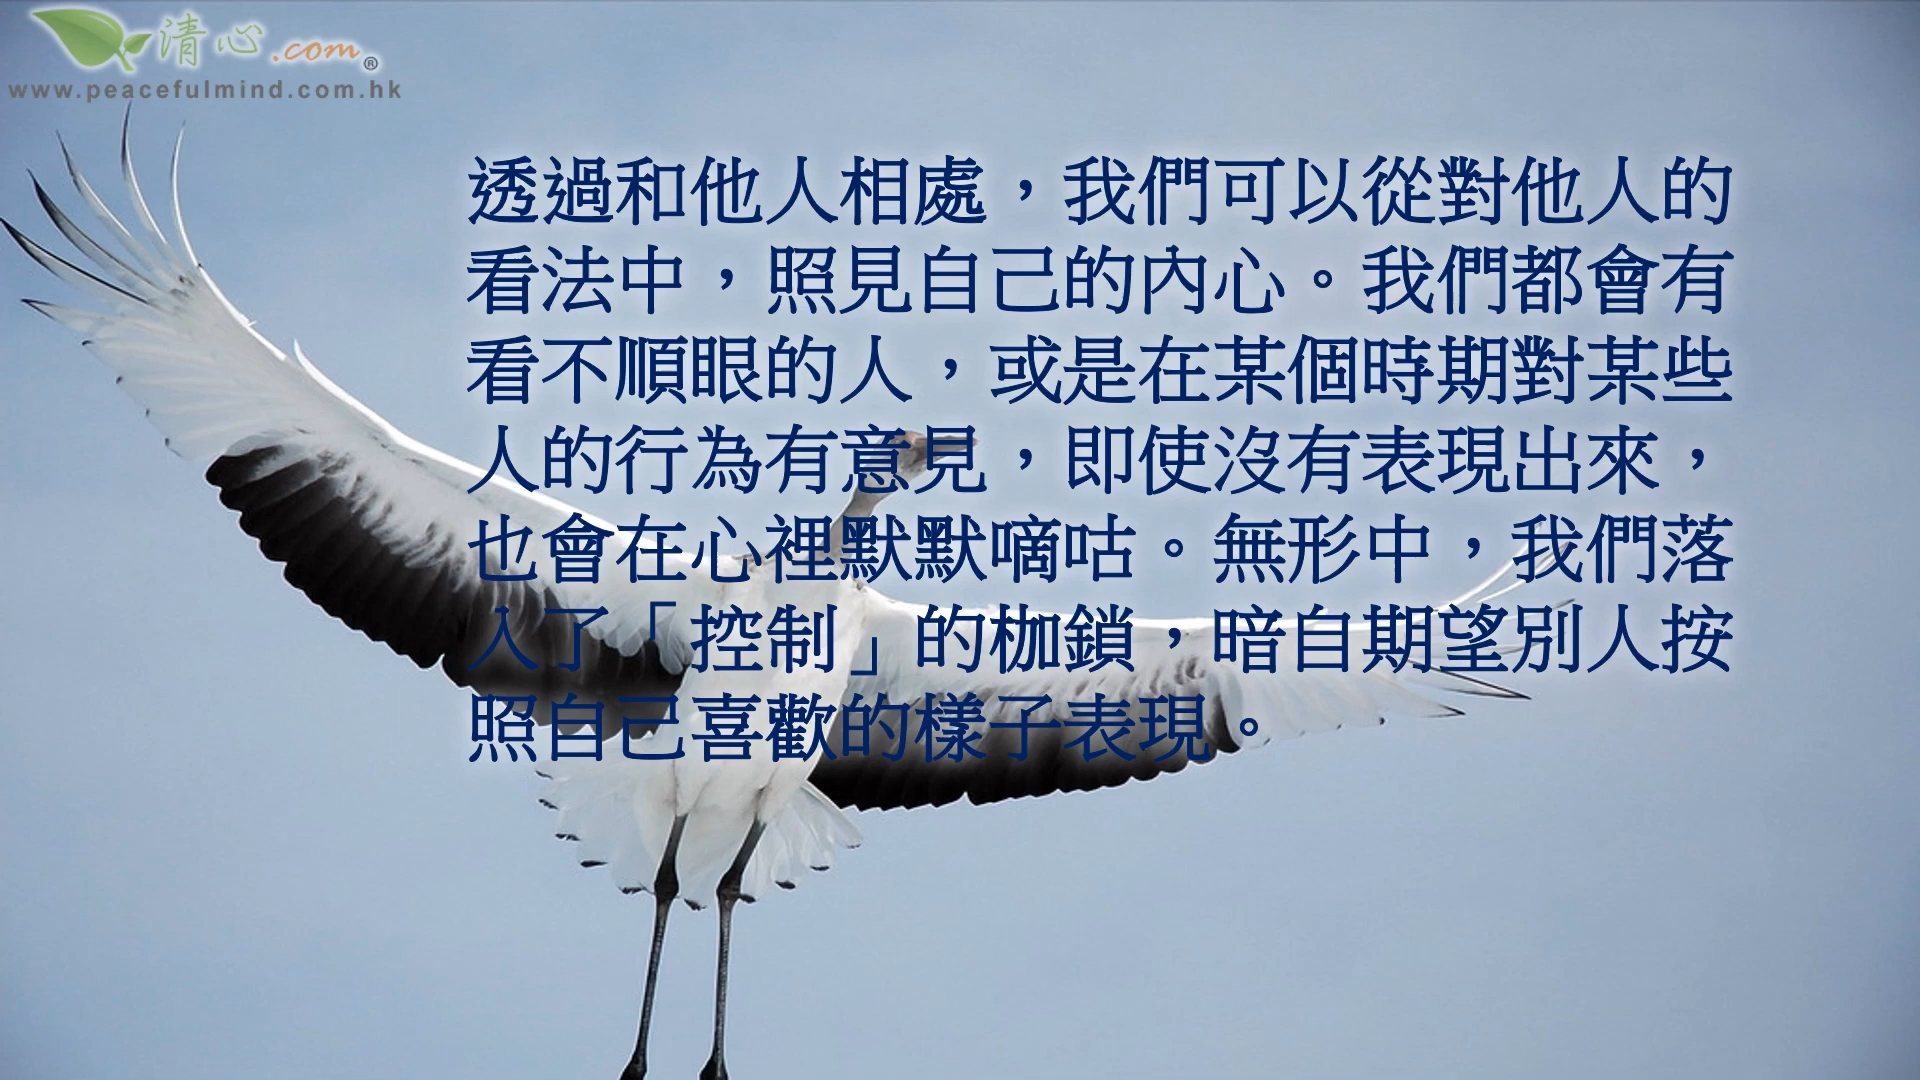 清心.com®
www.peacefulmind.com.hk
透過和他人相處，我們可以從對他人的
看法中，照見自己的內心。我們都會有
看不順眼的人，或是在某個時期對某些
人的行為有意見，即使沒有表現出來，
也會在心裡默默嘀咕。無形中，我們落
入了「控制」的枷鎖，暗自期望別人按
照自己喜歡的樣子表現。